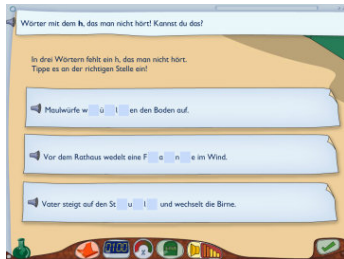 Wörter mit dem h, das man nicht hört! Kannst du das?
In drei Wörtern fehlt ein h, das man nicht hört.
Tippe es an der richtigen Stelle ein!
Maulwürfe w ü l en den Boden auf.
Vor dem Rathaus wedelt eine F a n e im Wind.
Vater steigt auf den St u l und wechselt die Birne.